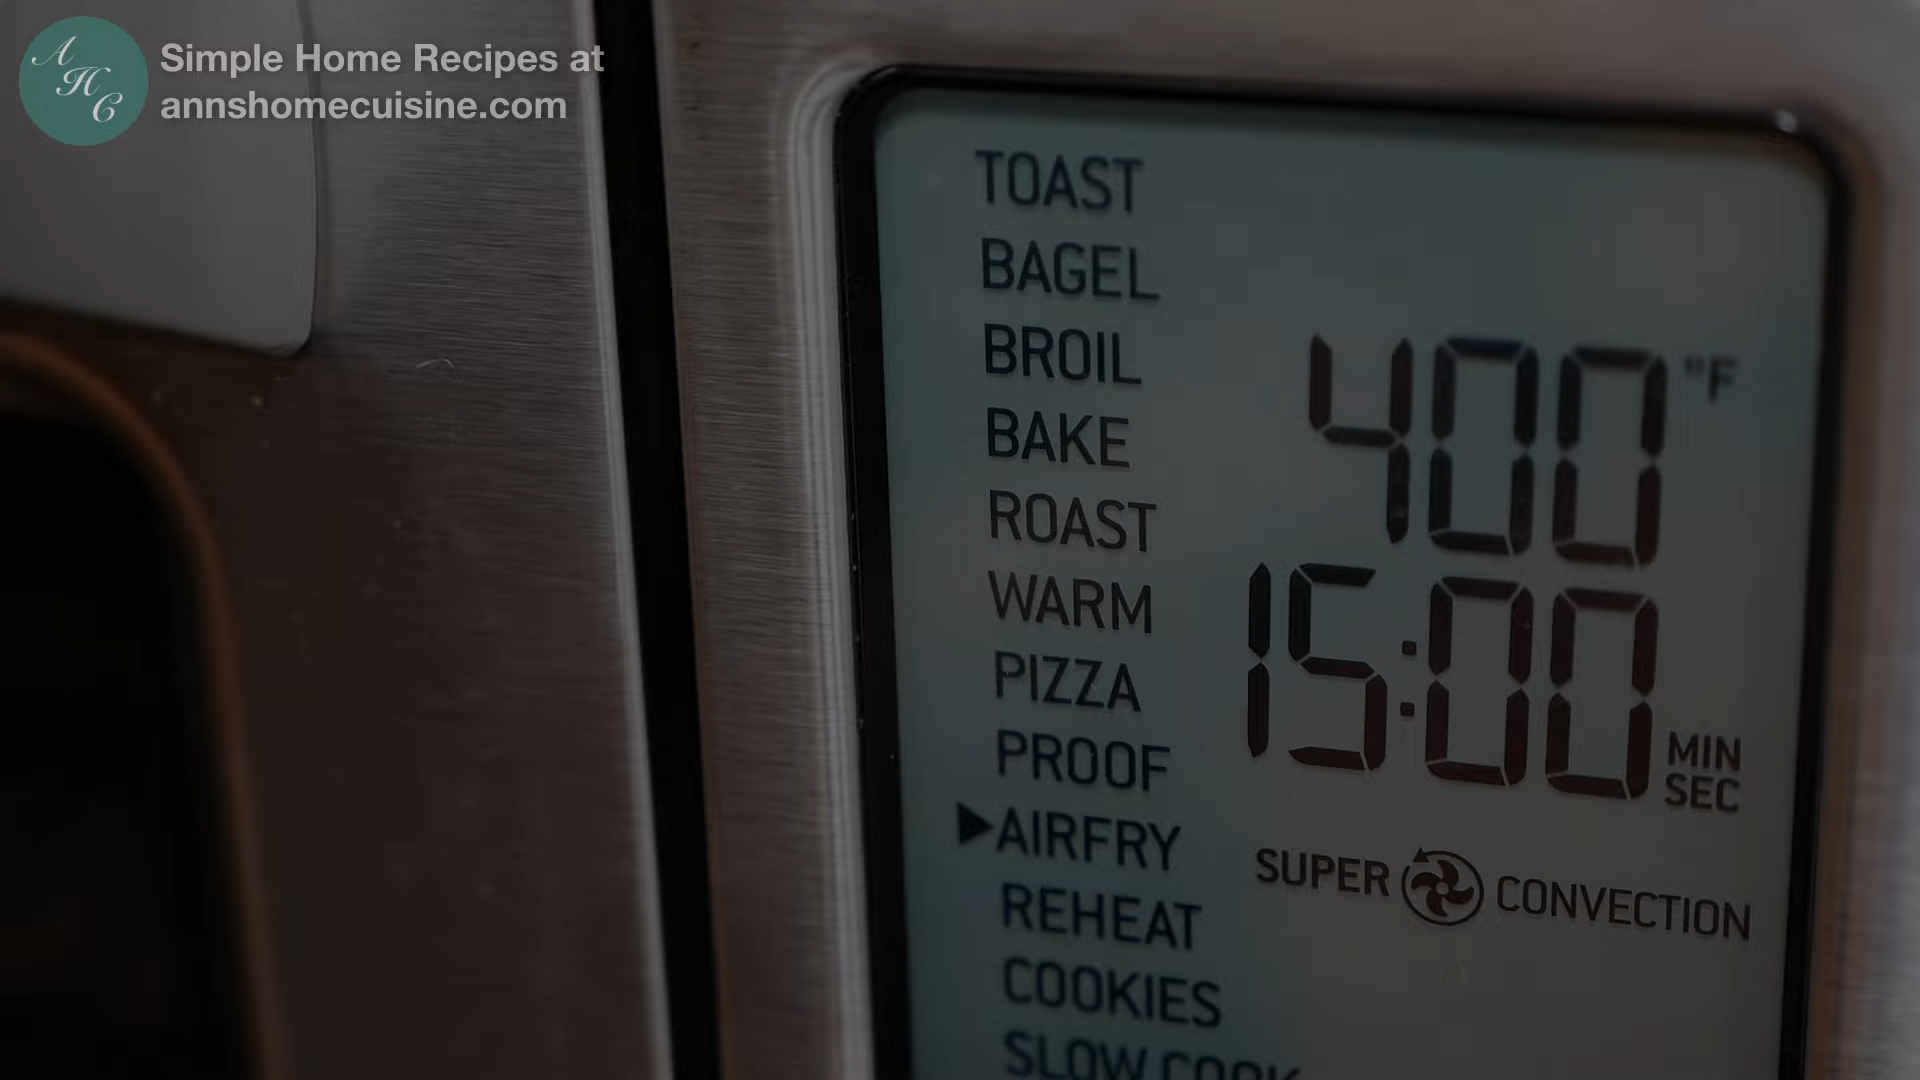 AHC
Simple Home Recipes at
annshomecuisine.com
TOAST
BAGEL
BROIL
BAKE
ROAST
WARM
PIZZA
PROOF
AIRFRY
REHEAT
COOKIES
SLOW COOK
400 °F
15:00 MIN SEC
SUPER CONVECTION